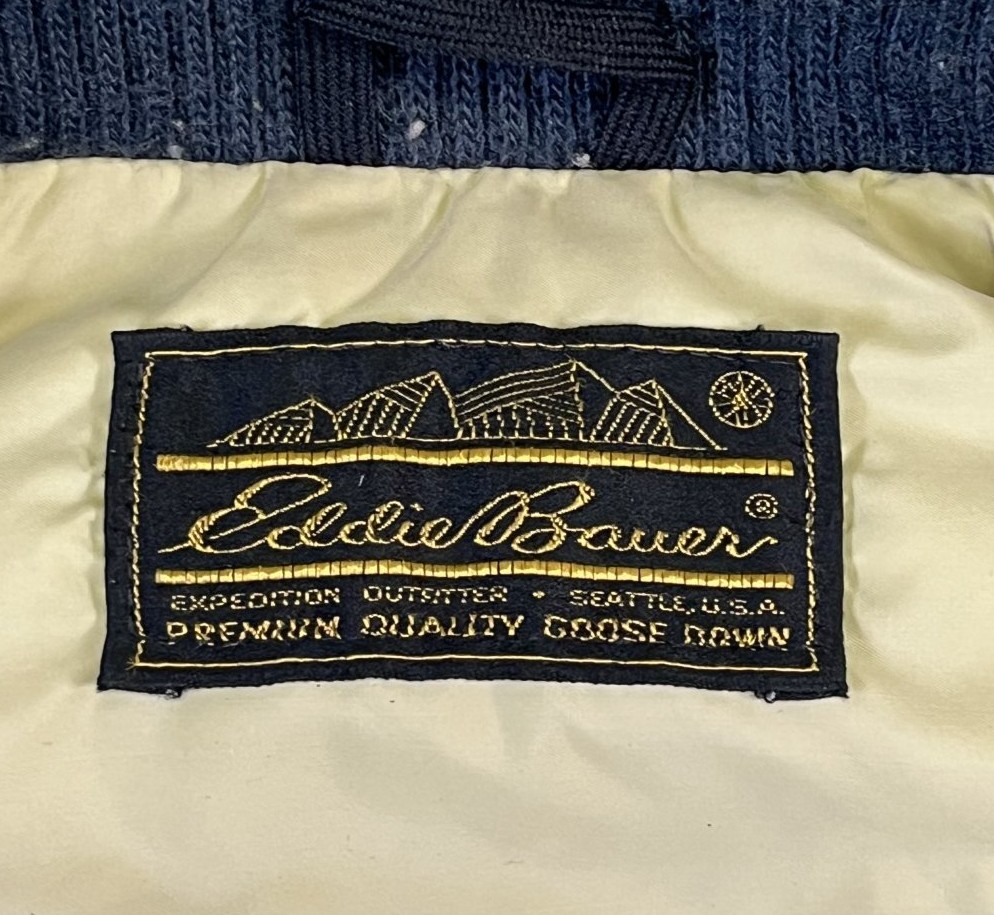 Eddie Bauer®
EXPEDITION OUTFITTER • SEATTLE, U.S.A.
PREMIUM QUALITY GOOSE DOWN